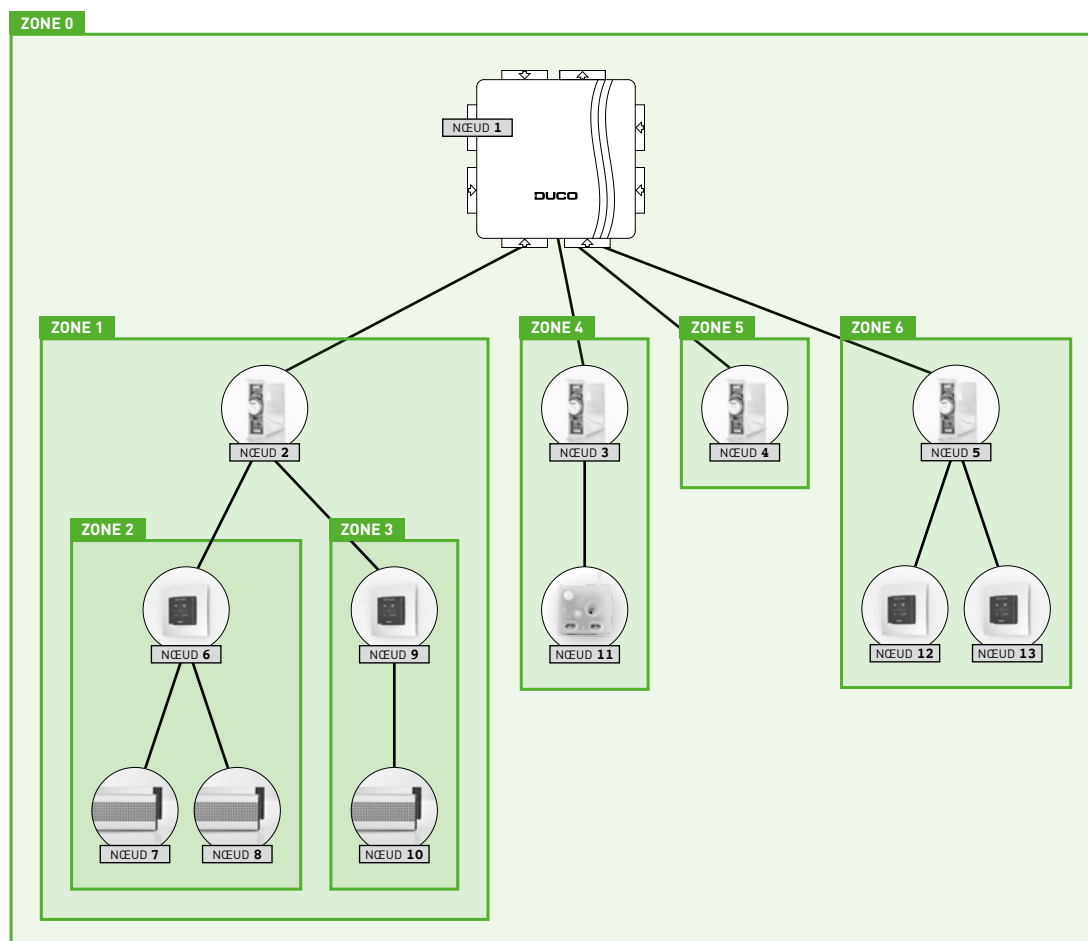 ZONE 0
NŒUD 1
DUCO
ZONE 1
ZONE 4
ZONE 5
ZONE 6
NŒUD 2
NŒUD 3
NŒUD 4
NŒUD 5
ZONE 2
ZONE 3
NŒUD 6
NŒUD 9
NŒUD 11
NŒUD 12
NŒUD 13
NŒUD 7
NŒUD 8
NŒUD 10